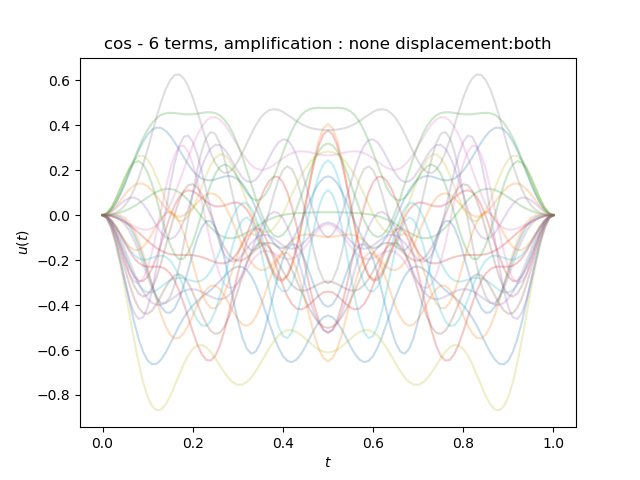 cos - 6 terms, amplification : none displacement:both
0.6
0.4
0.2
0.0
−0.2
−0.4
−0.6
−0.8
u(t)
0.0 0.2 0.4 0.6 0.8 1.0
t